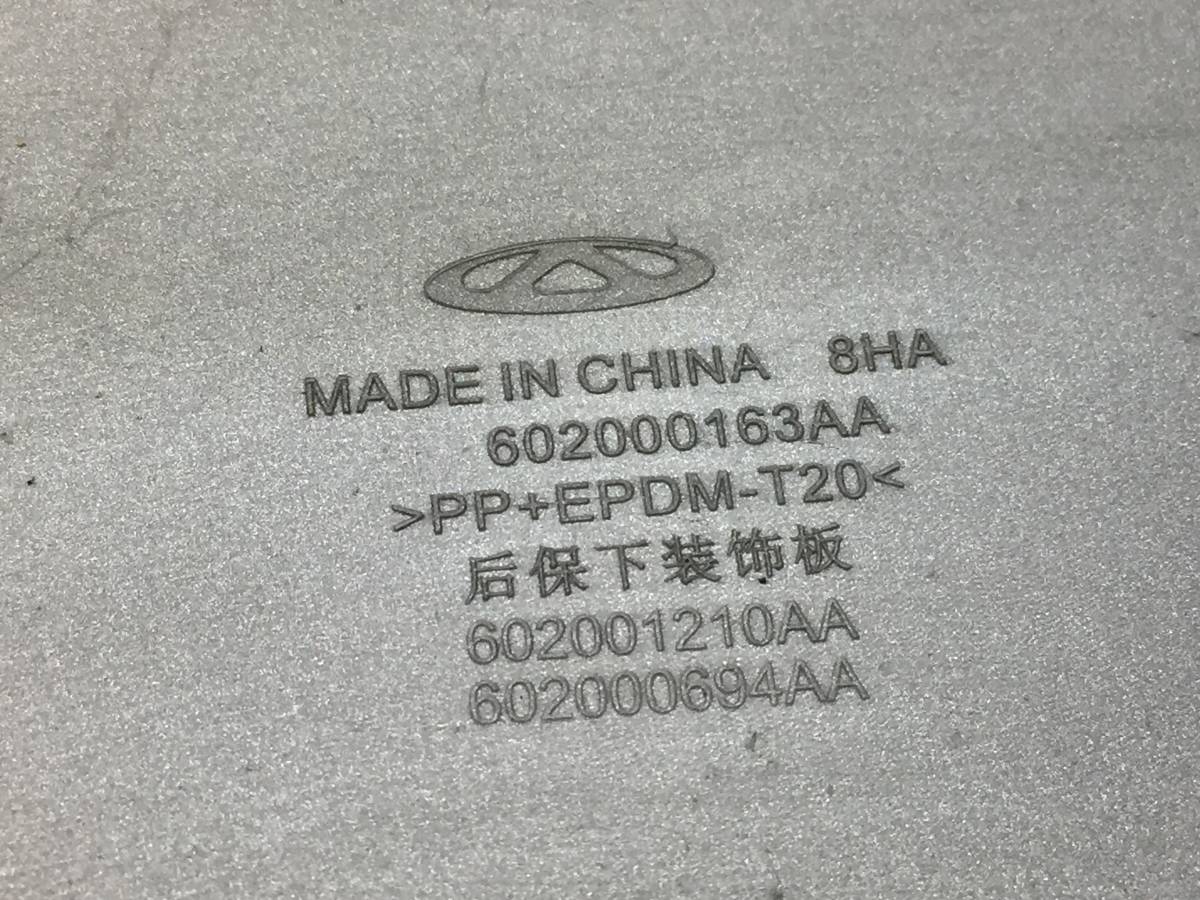 MADE IN CHINA 8HA
602000163AA
>PP+EPDM-T20<
后保下装饰板
602001210AA
602000694AA